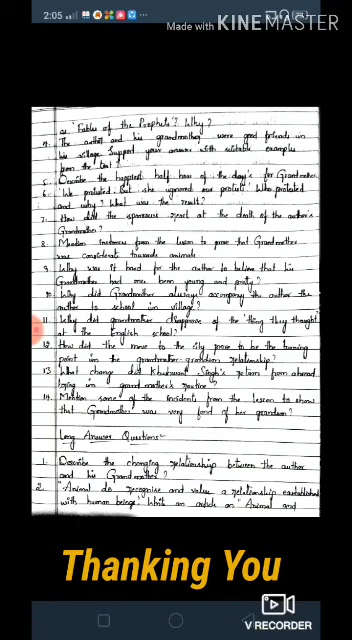 2:05
Made with KINEMASTER
as 'Fables of the Prophets'? Why?
4. The author and his grandmother were good friends in
his village. Support your answer with suitable examples
from the text?
5. Describe the happiest half hour of the day's for Grandmother
6. 'We protested. But she ignored our protests' Who protested
and why? What was the result?
7. How did the sparrows react at the death of the author's
Grandmother?
8. Mention instances from the lesson to prove that Grandmother
was considerate towards animals
9. Why was it hard for the author to believe that his
Grandmother had once been young and pretty?
10. Why did Grandmother always accompany the author the
author to school in village?
11. Why did grandmother disapprove of the 'thing they thought
at the English school?
12. How did the move to the city prove to be the turning
point in the grandmother-grandson relationship?
13. What change did Khushwant Singh's return from abroad
bring in grandmother's routine?
14. Mention some of the incidents from the lesson to show
that Grandmother was very fond of her grandson?
Long Answer Questions
1. Describe the changing relationship between the author
and his Grandmother?
2. "Animal do recognise and value a relationship established
with human beings' Write an article on "Animal and
Thanking You
V RECORDER